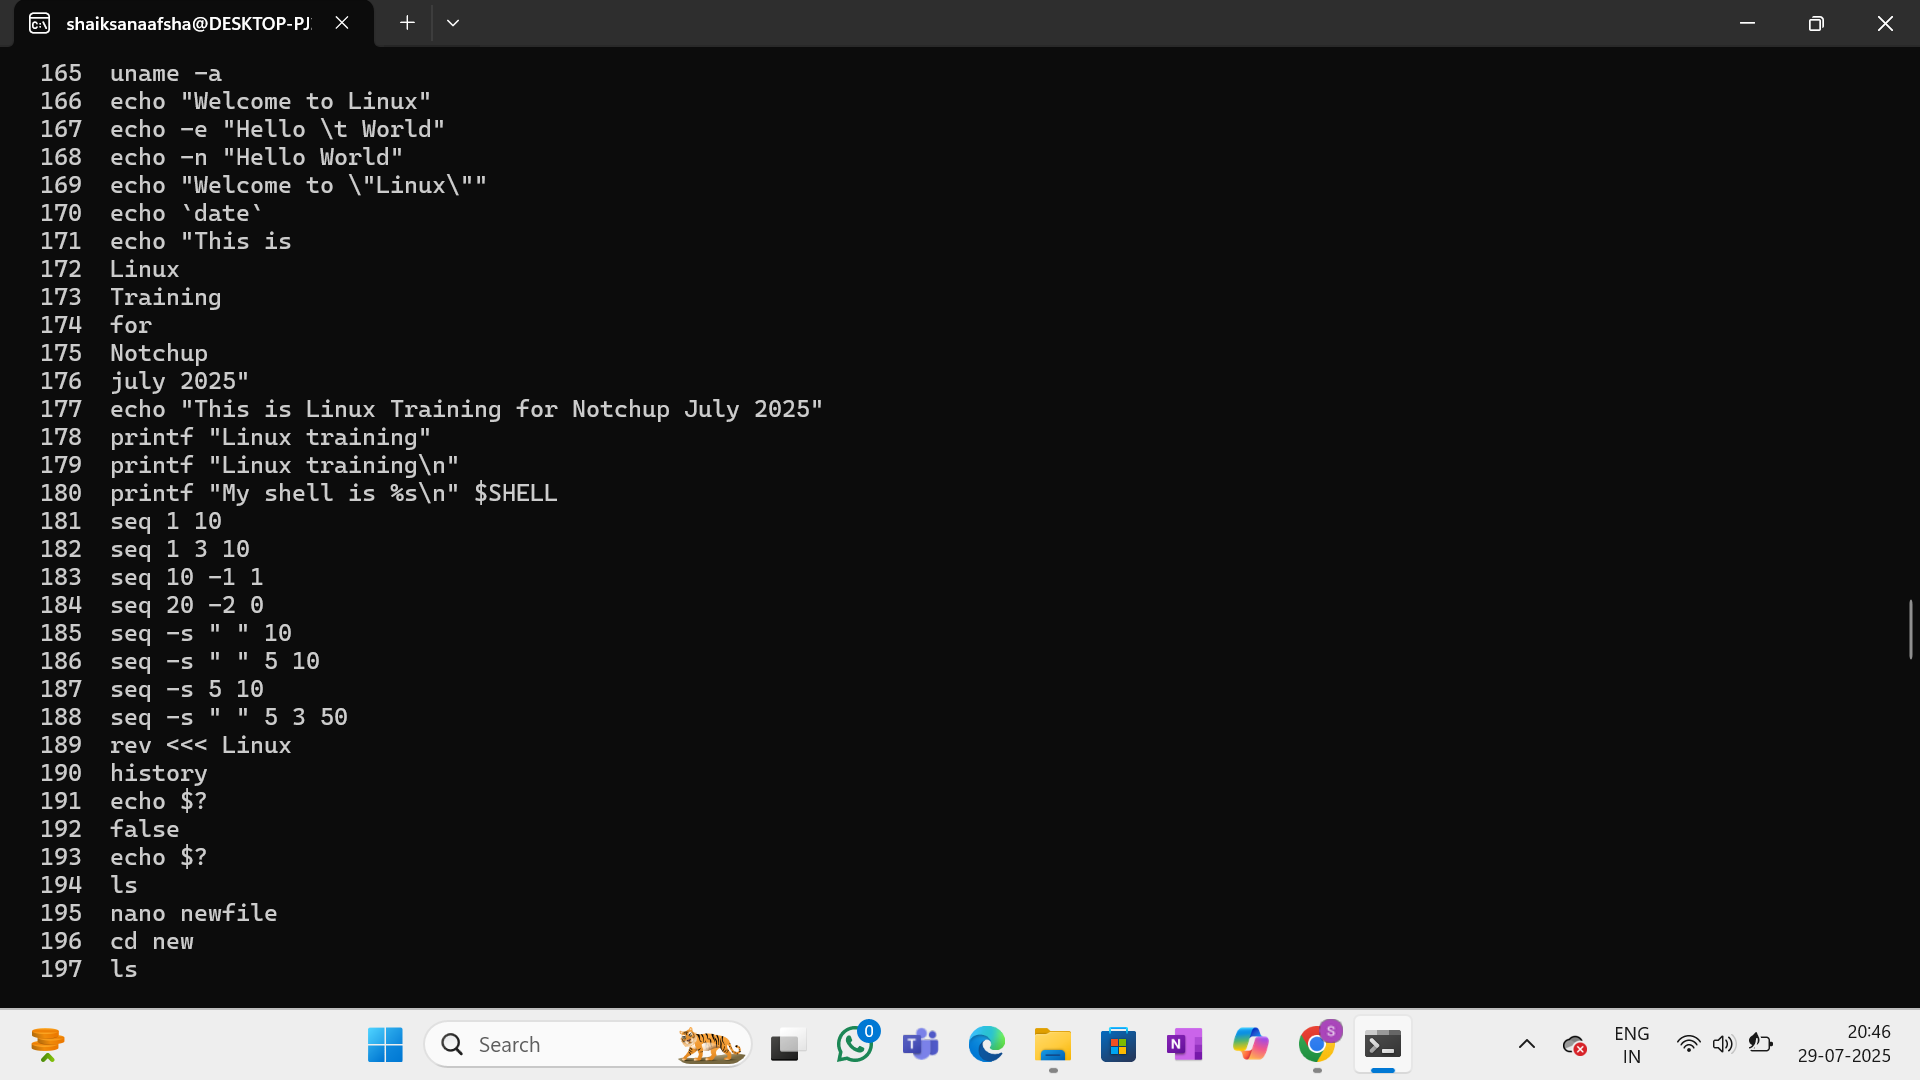 shaiksanaafsha@DESKTOP-PJ
165 uname -a
166 echo "Welcome to Linux"
167 echo -e "Hello \t World"
168 echo -n "Hello World"
169 echo "Welcome to \"Linux\""
170 echo `date`
171 echo "This is
172 Linux
173 Training
174 for
175 Notchup
176 july 2025"
177 echo "This is Linux Training for Notchup July 2025"
178 printf "Linux training"
179 printf "Linux training\n"
180 printf "My shell is %s\n" $SHELL
181 seq 1 10
182 seq 1 3 10
183 seq 10 -1 1
184 seq 20 -2 0
185 seq -s " " 10
186 seq -s " " 5 10
187 seq -s 5 10
188 seq -s " " 5 3 50
189 rev <<< Linux
190 history
191 echo $?
192 false
193 echo $?
194 ls
195 nano newfile
196 cd new
197 ls
Search
0
S
ENG
IN
20:46
29-07-2025